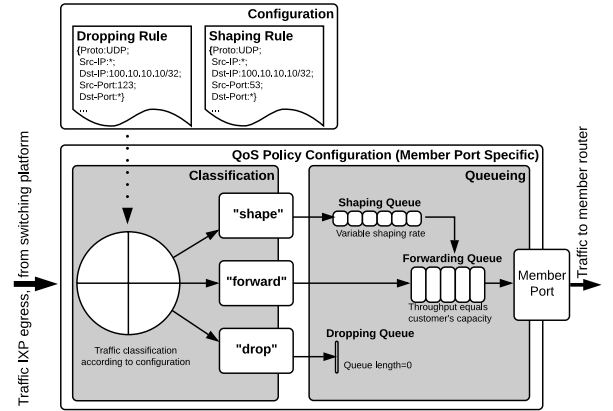 Configuration
Dropping Rule
{Proto:UDP;
Src-IP:*;
Dst-IP:100.10.10.10/32;
Src-Port:123;
Dst-Port:*}
...
Shaping Rule
{Proto:UDP;
Src-IP:*;
Dst-IP:100.10.10.10/32;
Src-Port:53;
Dst-Port:*}
...
QoS Policy Configuration (Member Port Specific)
Classification
Queueing
Traffic IXP egress,
from switching platform
Traffic classification
according to configuration
"shape"
"forward"
"drop"
Shaping Queue
Variable shaping rate
Forwarding Queue
Throughput equals
customer's capacity
Dropping Queue
Queue length=0
Member
Port
Traffic to member router